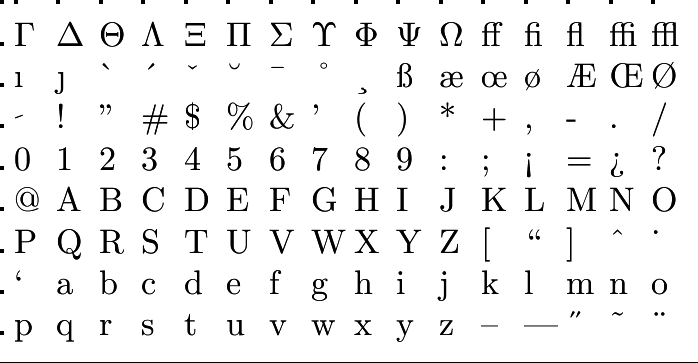 Γ Δ Θ Λ Ξ Π Σ Υ Φ Ψ Ω ff fi fl ffi ffl
ı ȷ ` ´ ˇ ˘ ¯ ˚ ¸ ß æ œ ø Æ Œ Ø
̷ ! ” # $ % & ’ ( ) * + , - . /
0 1 2 3 4 5 6 7 8 9 : ; ¡ = ¿ ?
@ A B C D E F G H I J K L M N O
P Q R S T U V W X Y Z [ “ ] ˆ ˙
‘ a b c d e f g h i j k l m n o
p q r s t u v w x y z – — ˝ ˜ ¨